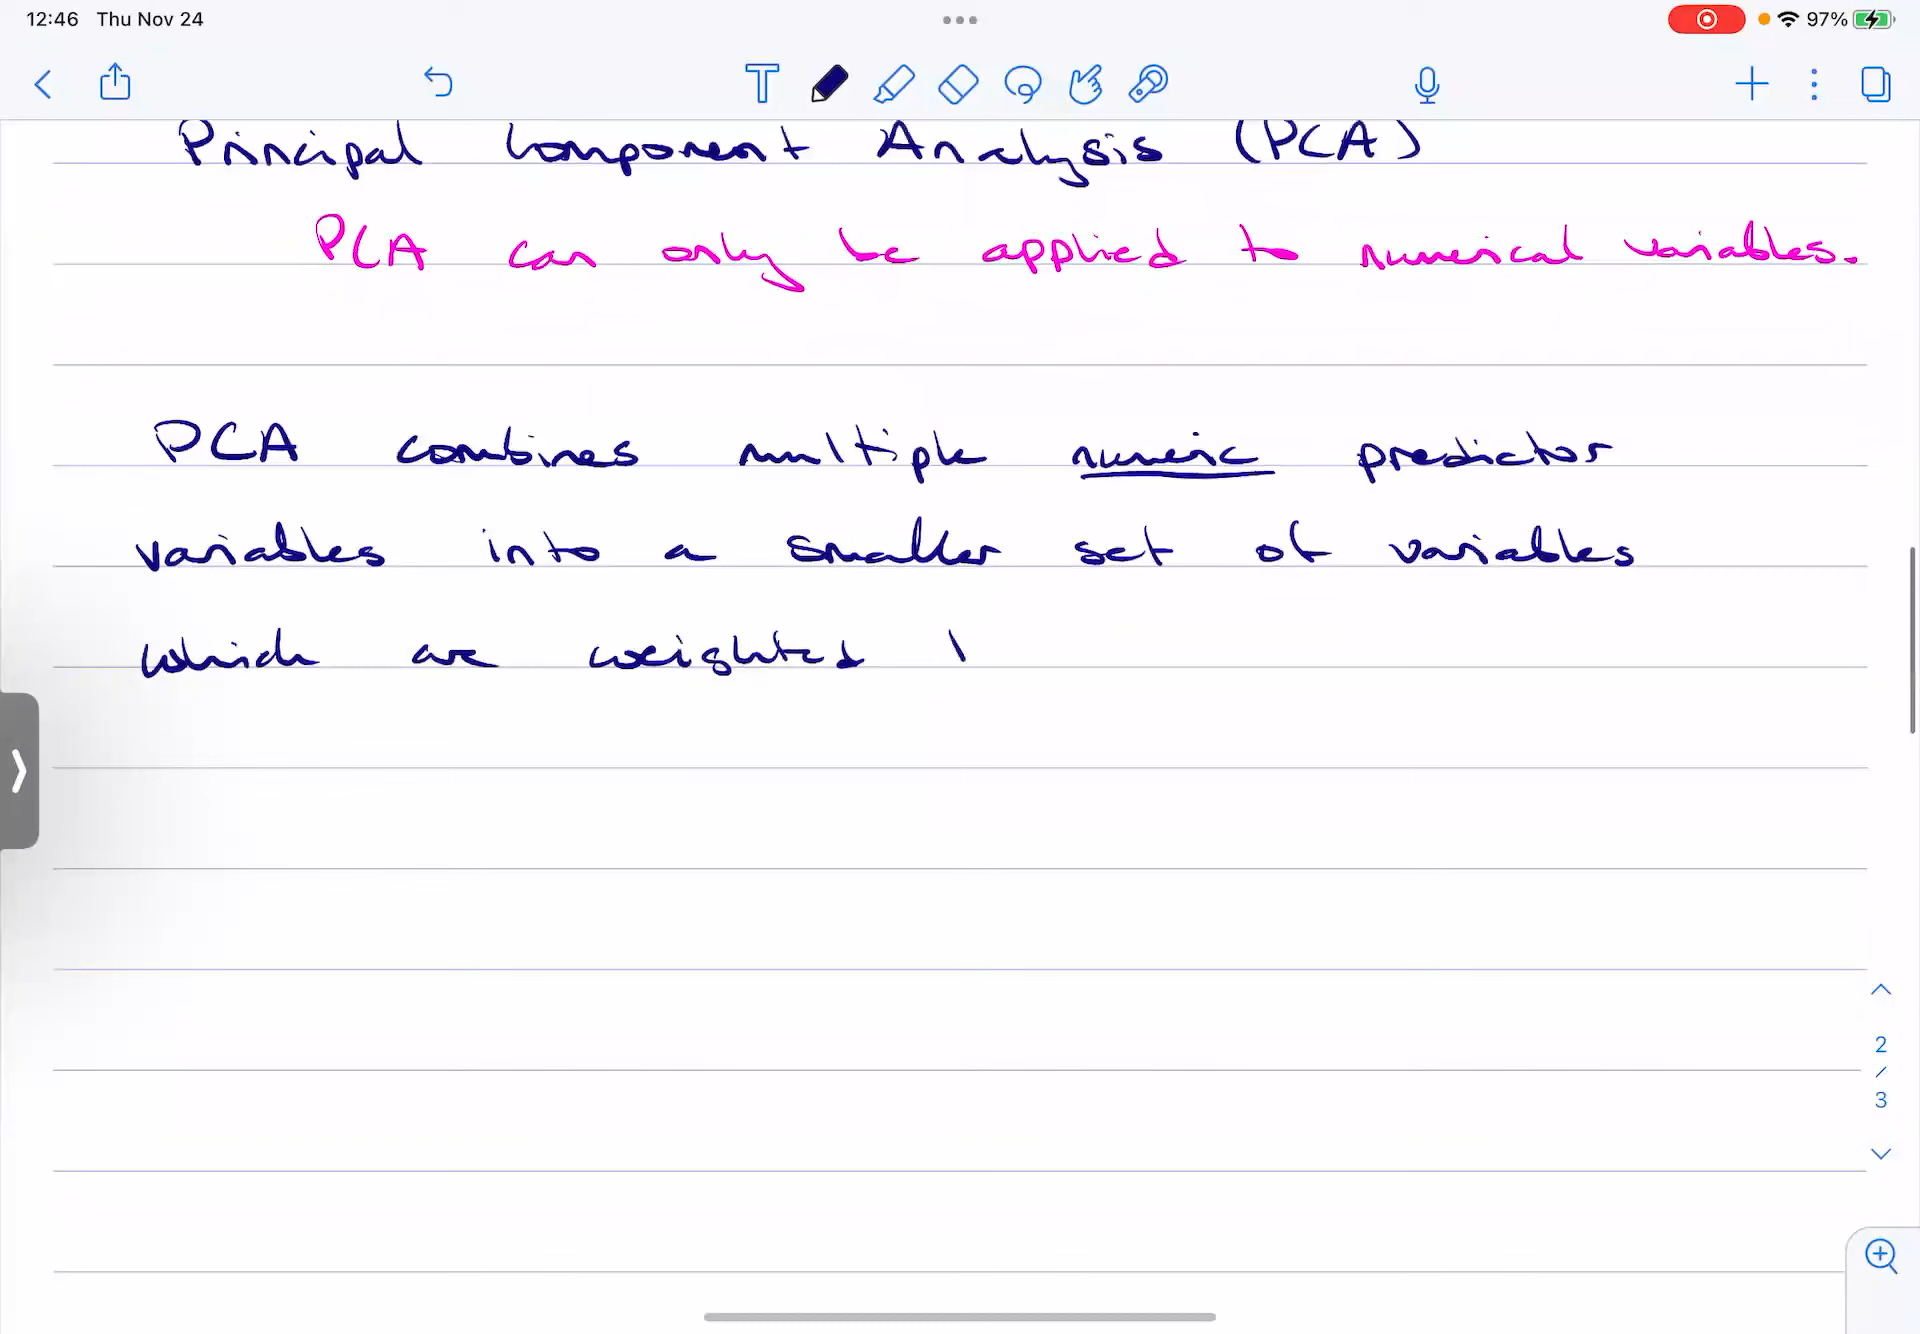 12:46 Thu Nov 24 97%
Principal Component Analysis (PCA)
PCA can only be applied to numerical variables.
PCA combines multiple numeric predictor
variables into a smaller set of variables
which are weighted
2
/
3